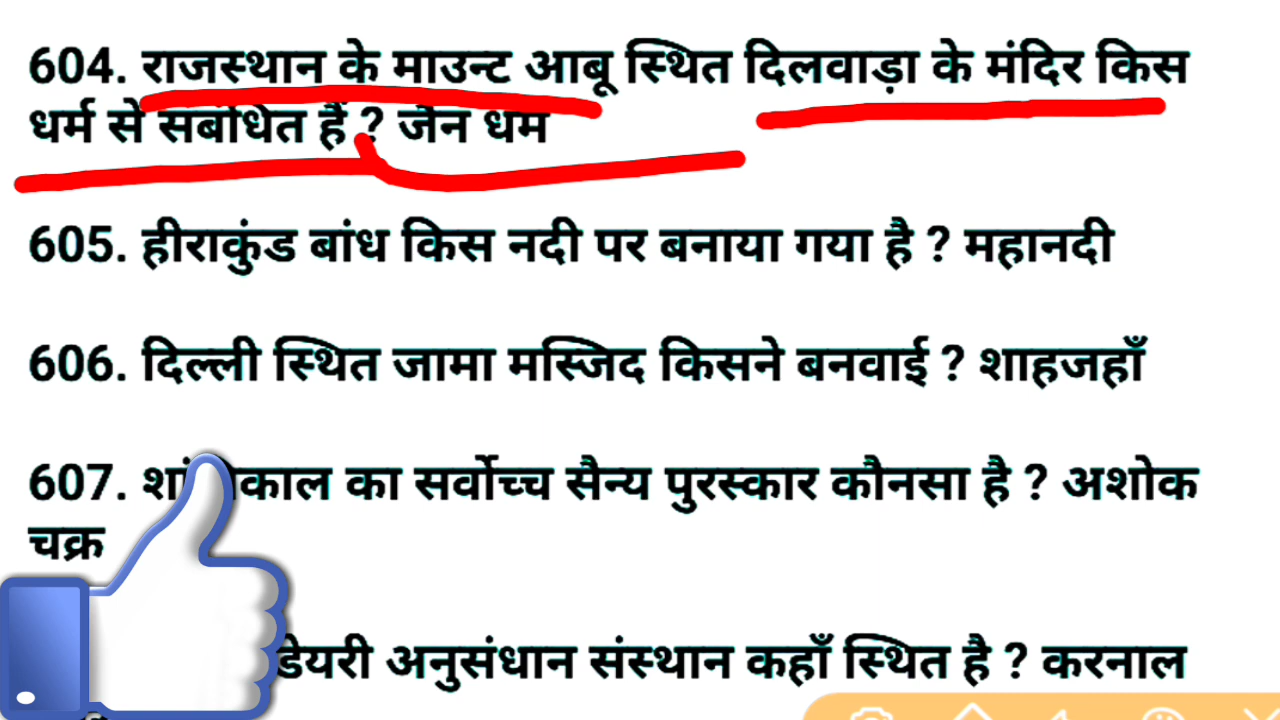 604. राजस्थान के माउन्ट आबू स्थित दिलवाड़ा के मंदिर किस
धर्म से संबंधित हैं ? जैन धर्म
605. हीराकुंड बांध किस नदी पर बनाया गया है ? महानदी
606. दिल्ली स्थित जामा मस्जिद किसने बनवाई ? शाहजहाँ
607. का सर्वोच्च सैन्य पुरस्कार कौनसा है ? अशोक
चक्र
डेयरी अनुसंधान संस्थान कहाँ स्थित है ? करनाल